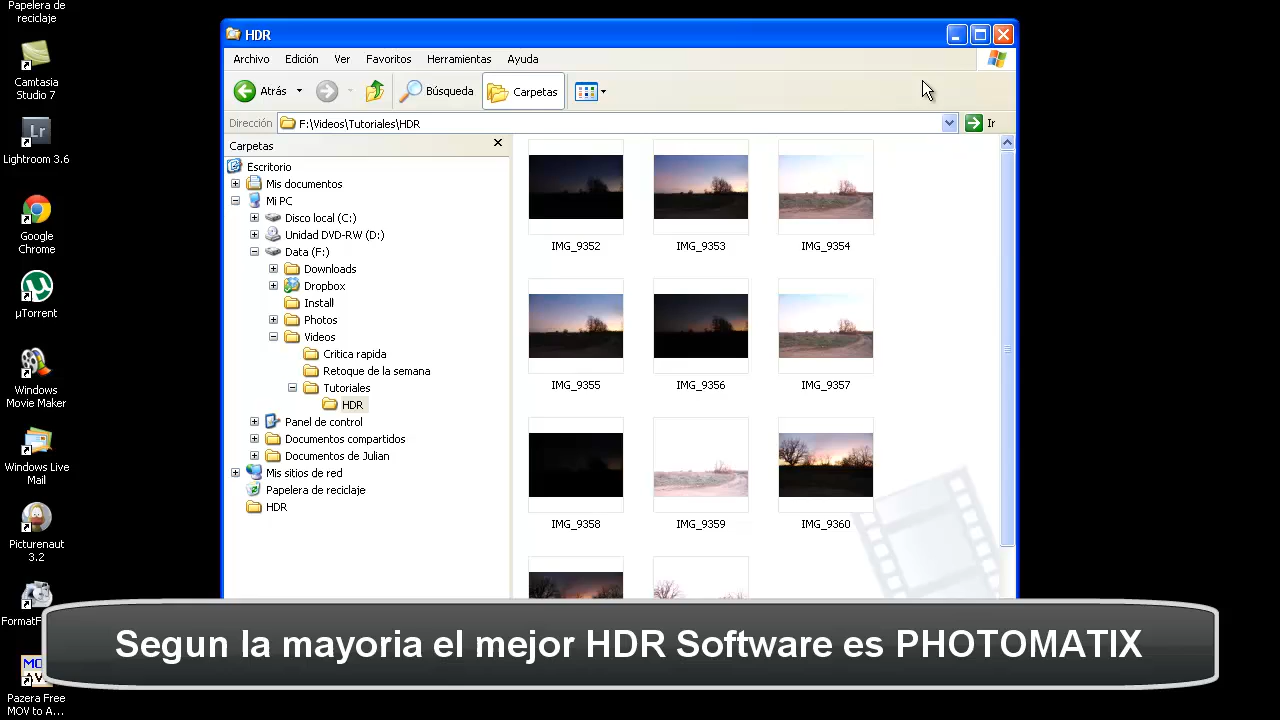 Papelera de
reciclaje
Camtasia
Studio 7
Lr
Lightroom 3.6
Google
Chrome
µTorrent
Windows
Movie Maker
Windows Live
Mail
Picturenaut
3.2
Pazera Free
MOV to A...
HDR
Archivo Edición Ver Favoritos Herramientas Ayuda
Atrás Búsqueda Carpetas
Dirección F:\Videos\Tutoriales\HDR Ir
Carpetas
Escritorio
Mis documentos
Mi PC
Disco local (C:)
Unidad DVD-RW (D:)
Data (F:)
Downloads
Dropbox
Install
Photos
Videos
Critica rapida
Retoque de la semana
Tutoriales
HDR
Panel de control
Documentos compartidos
Documentos de Julian
Mis sitios de red
Papelera de reciclaje
HDR
IMG_9352 IMG_9353 IMG_9354
IMG_9355 IMG_9356 IMG_9357
IMG_9358 IMG_9359 IMG_9360
Segun la mayoria el mejor HDR Software es PHOTOMATIX